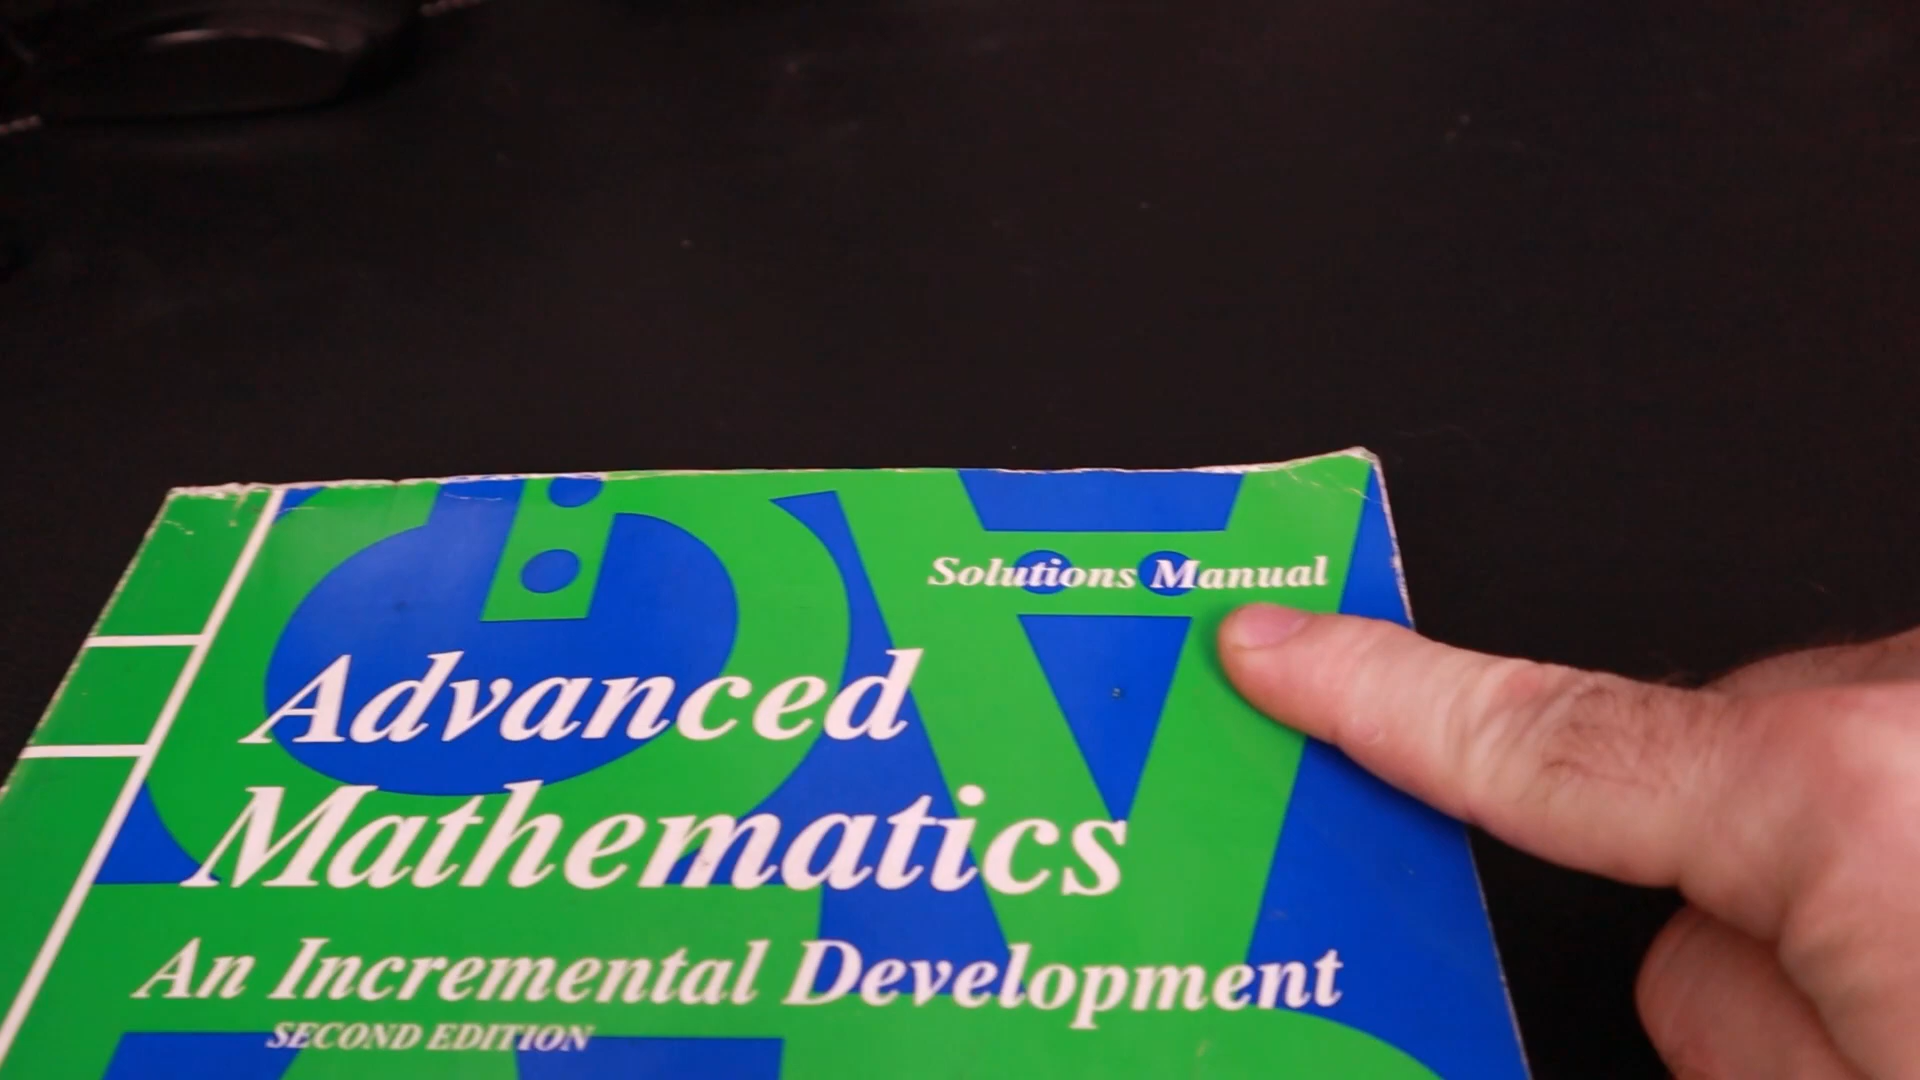 Solutions Manual
Advanced
Mathematics
An Incremental Development
SECOND EDITION